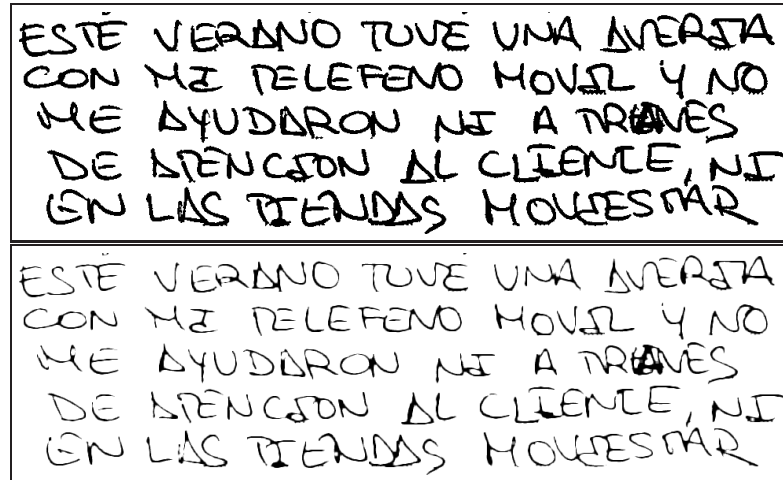 ESTE VERANO TUVE UNA AVERIA
CON MI TELEFENO MOVIL Y NO
ME AYUDARON NI A TRAVES
DE ATENCION AL CLIENTE, NI
EN LAS TIENDAS MOVIESTAR
ESTE VERANO TUVE UNA AVERIA
CON MI TELEFENO MOVIL Y NO
ME AYUDARON NI A TRAVES
DE ATENCION AL CLIENTE, NI
EN LAS TIENDAS MOVIESTAR